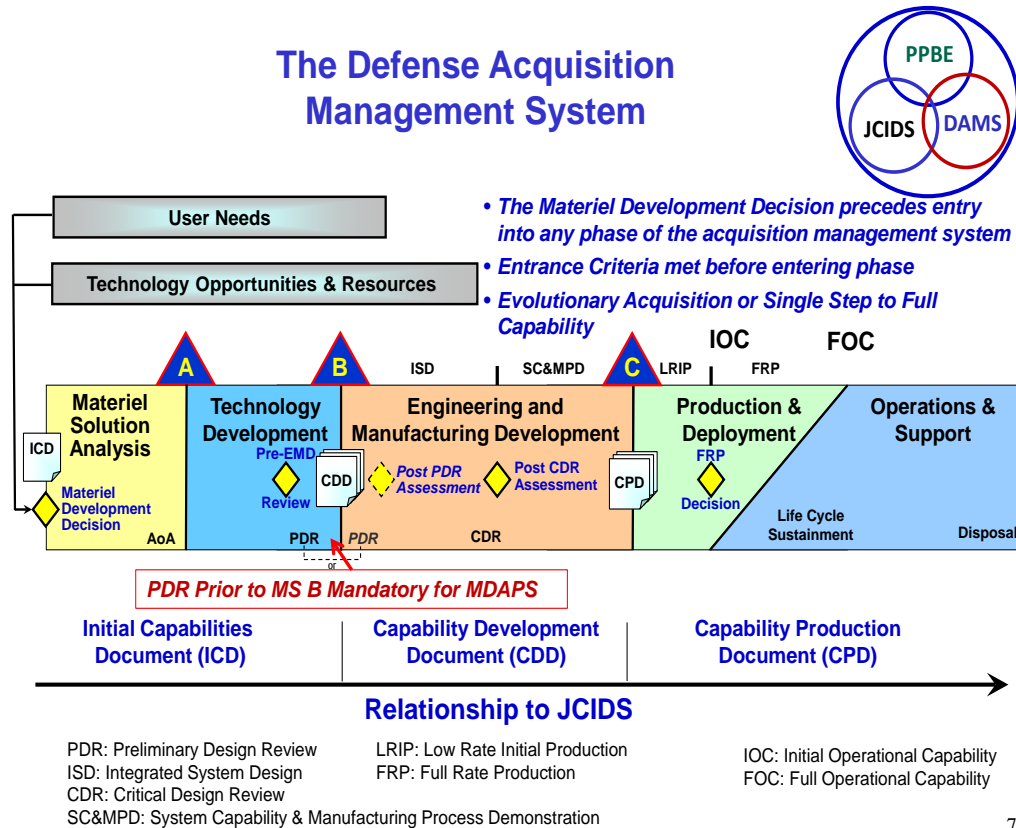 The Defense Acquisition
Management System
PPBE
JCIDS
DAMS
User Needs
Technology Opportunities & Resources
• The Materiel Development Decision precedes entry
into any phase of the acquisition management system
• Entrance Criteria met before entering phase
• Evolutionary Acquisition or Single Step to Full
Capability
IOC
FOC
A
B
C
ISD
SC&MPD
LRIP
FRP
Materiel
Solution
Analysis
ICD
Materiel
Development
Decision
AoA
Technology
Development
Pre-EMD
Review
PDR
CDD
Engineering and
Manufacturing Development
Post PDR
Assessment
Post CDR
Assessment
PDR
or
CDR
CPD
Production &
Deployment
FRP
Decision
Operations &
Support
Life Cycle
Sustainment
Disposal
PDR Prior to MS B Mandatory for MDAPS
Initial Capabilities
Document (ICD)
Capability Development
Document (CDD)
Capability Production
Document (CPD)
Relationship to JCIDS
PDR: Preliminary Design Review
ISD: Integrated System Design
CDR: Critical Design Review
SC&MPD: System Capability & Manufacturing Process Demonstration
LRIP: Low Rate Initial Production
FRP: Full Rate Production
IOC: Initial Operational Capability
FOC: Full Operational Capability
7